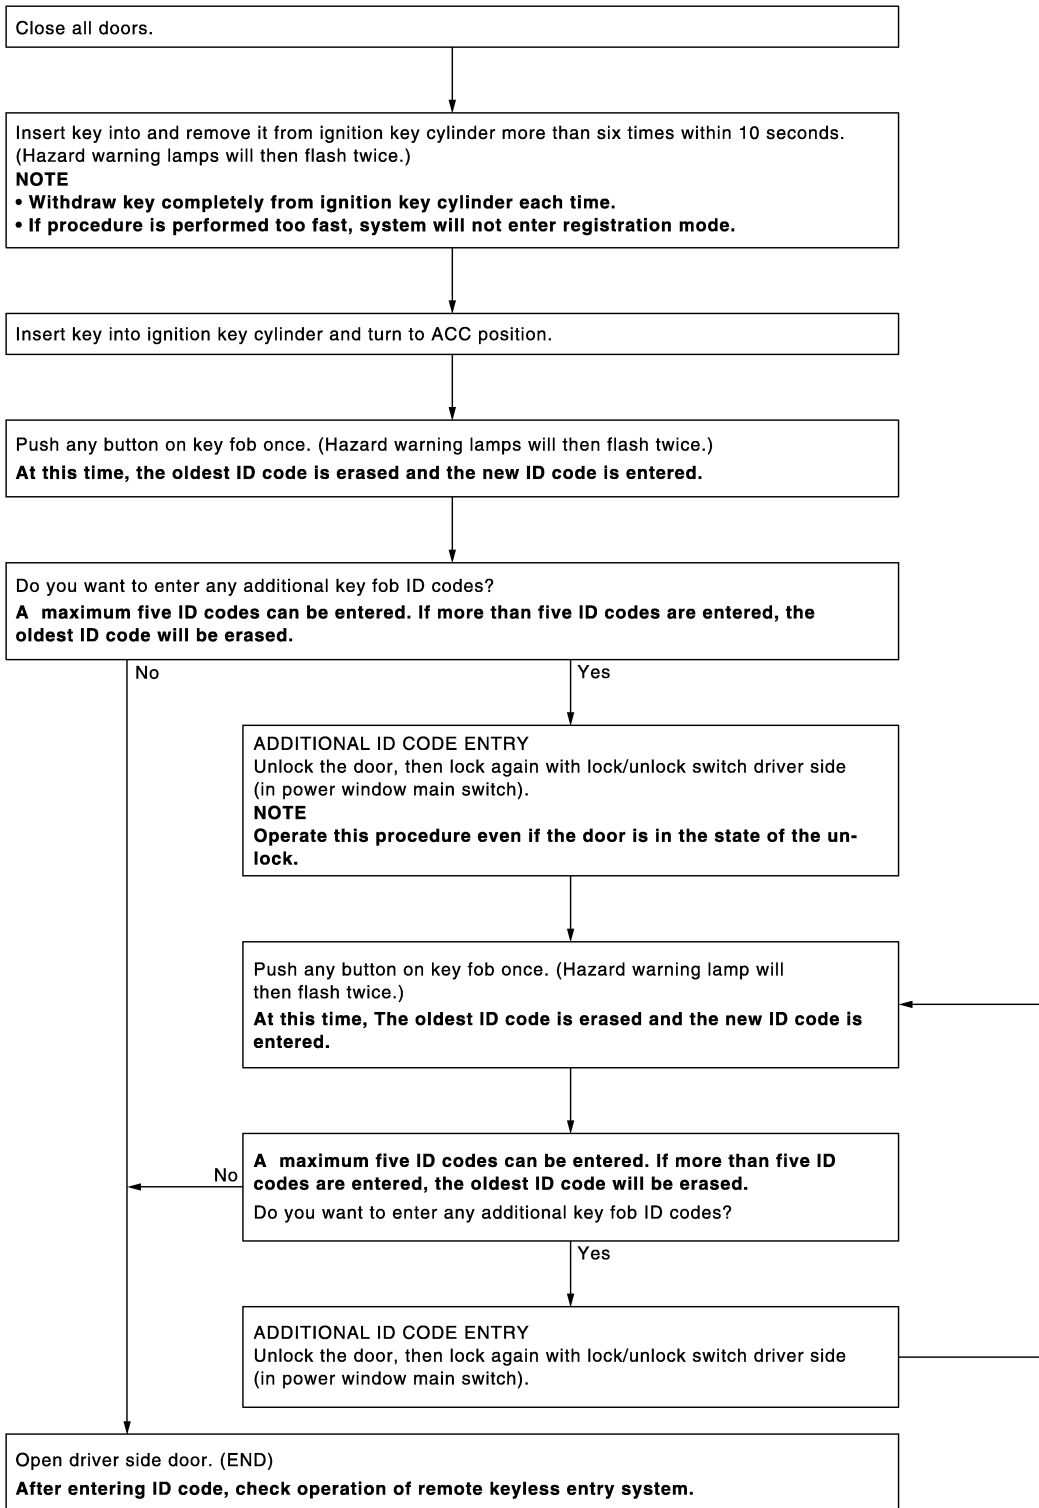 Close all doors.
Insert key into and remove it from ignition key cylinder more than six times within 10 seconds.
(Hazard warning lamps will then flash twice.)
NOTE
• Withdraw key completely from ignition key cylinder each time.
• If procedure is performed too fast, system will not enter registration mode.
Insert key into ignition key cylinder and turn to ACC position.
Push any button on key fob once. (Hazard warning lamps will then flash twice.)
At this time, the oldest ID code is erased and the new ID code is entered.
Do you want to enter any additional key fob ID codes?
A maximum five ID codes can be entered. If more than five ID codes are entered, the
oldest ID code will be erased.
No
Yes
ADDITIONAL ID CODE ENTRY
Unlock the door, then lock again with lock/unlock switch driver side
(in power window main switch).
NOTE
Operate this procedure even if the door is in the state of the un-
lock.
Push any button on key fob once. (Hazard warning lamp will
then flash twice.)
At this time, The oldest ID code is erased and the new ID code is
entered.
No
A maximum five ID codes can be entered. If more than five ID
codes are entered, the oldest ID code will be erased.
Do you want to enter any additional key fob ID codes?
Yes
ADDITIONAL ID CODE ENTRY
Unlock the door, then lock again with lock/unlock switch driver side
(in power window main switch).
Open driver side door. (END)
After entering ID code, check operation of remote keyless entry system.